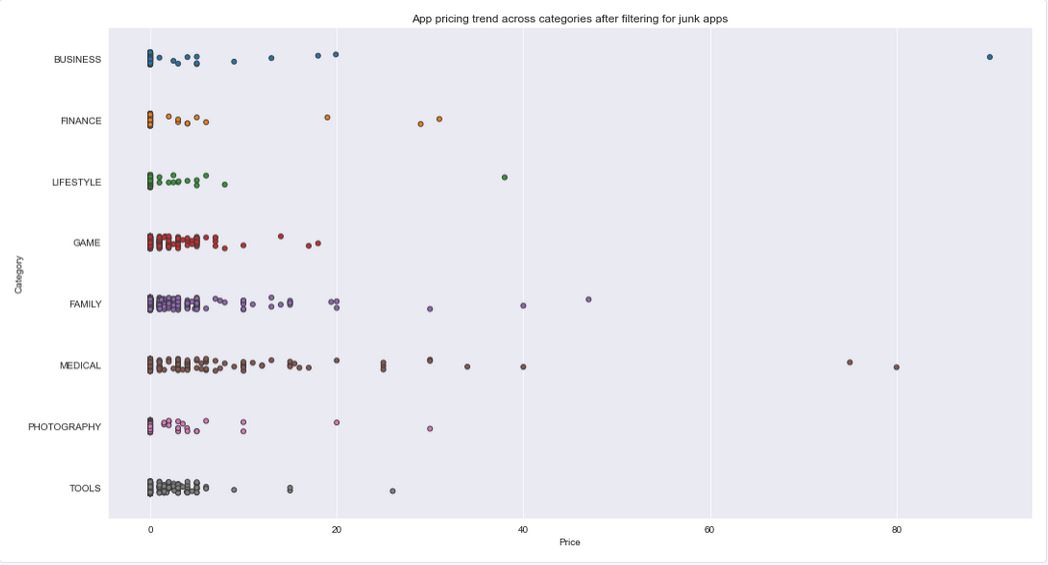 App pricing trend across categories after filtering for junk apps
BUSINESS
FINANCE
LIFESTYLE
GAME
FAMILY
MEDICAL
PHOTOGRAPHY
TOOLS
Category
0 20 40 60 80
Price